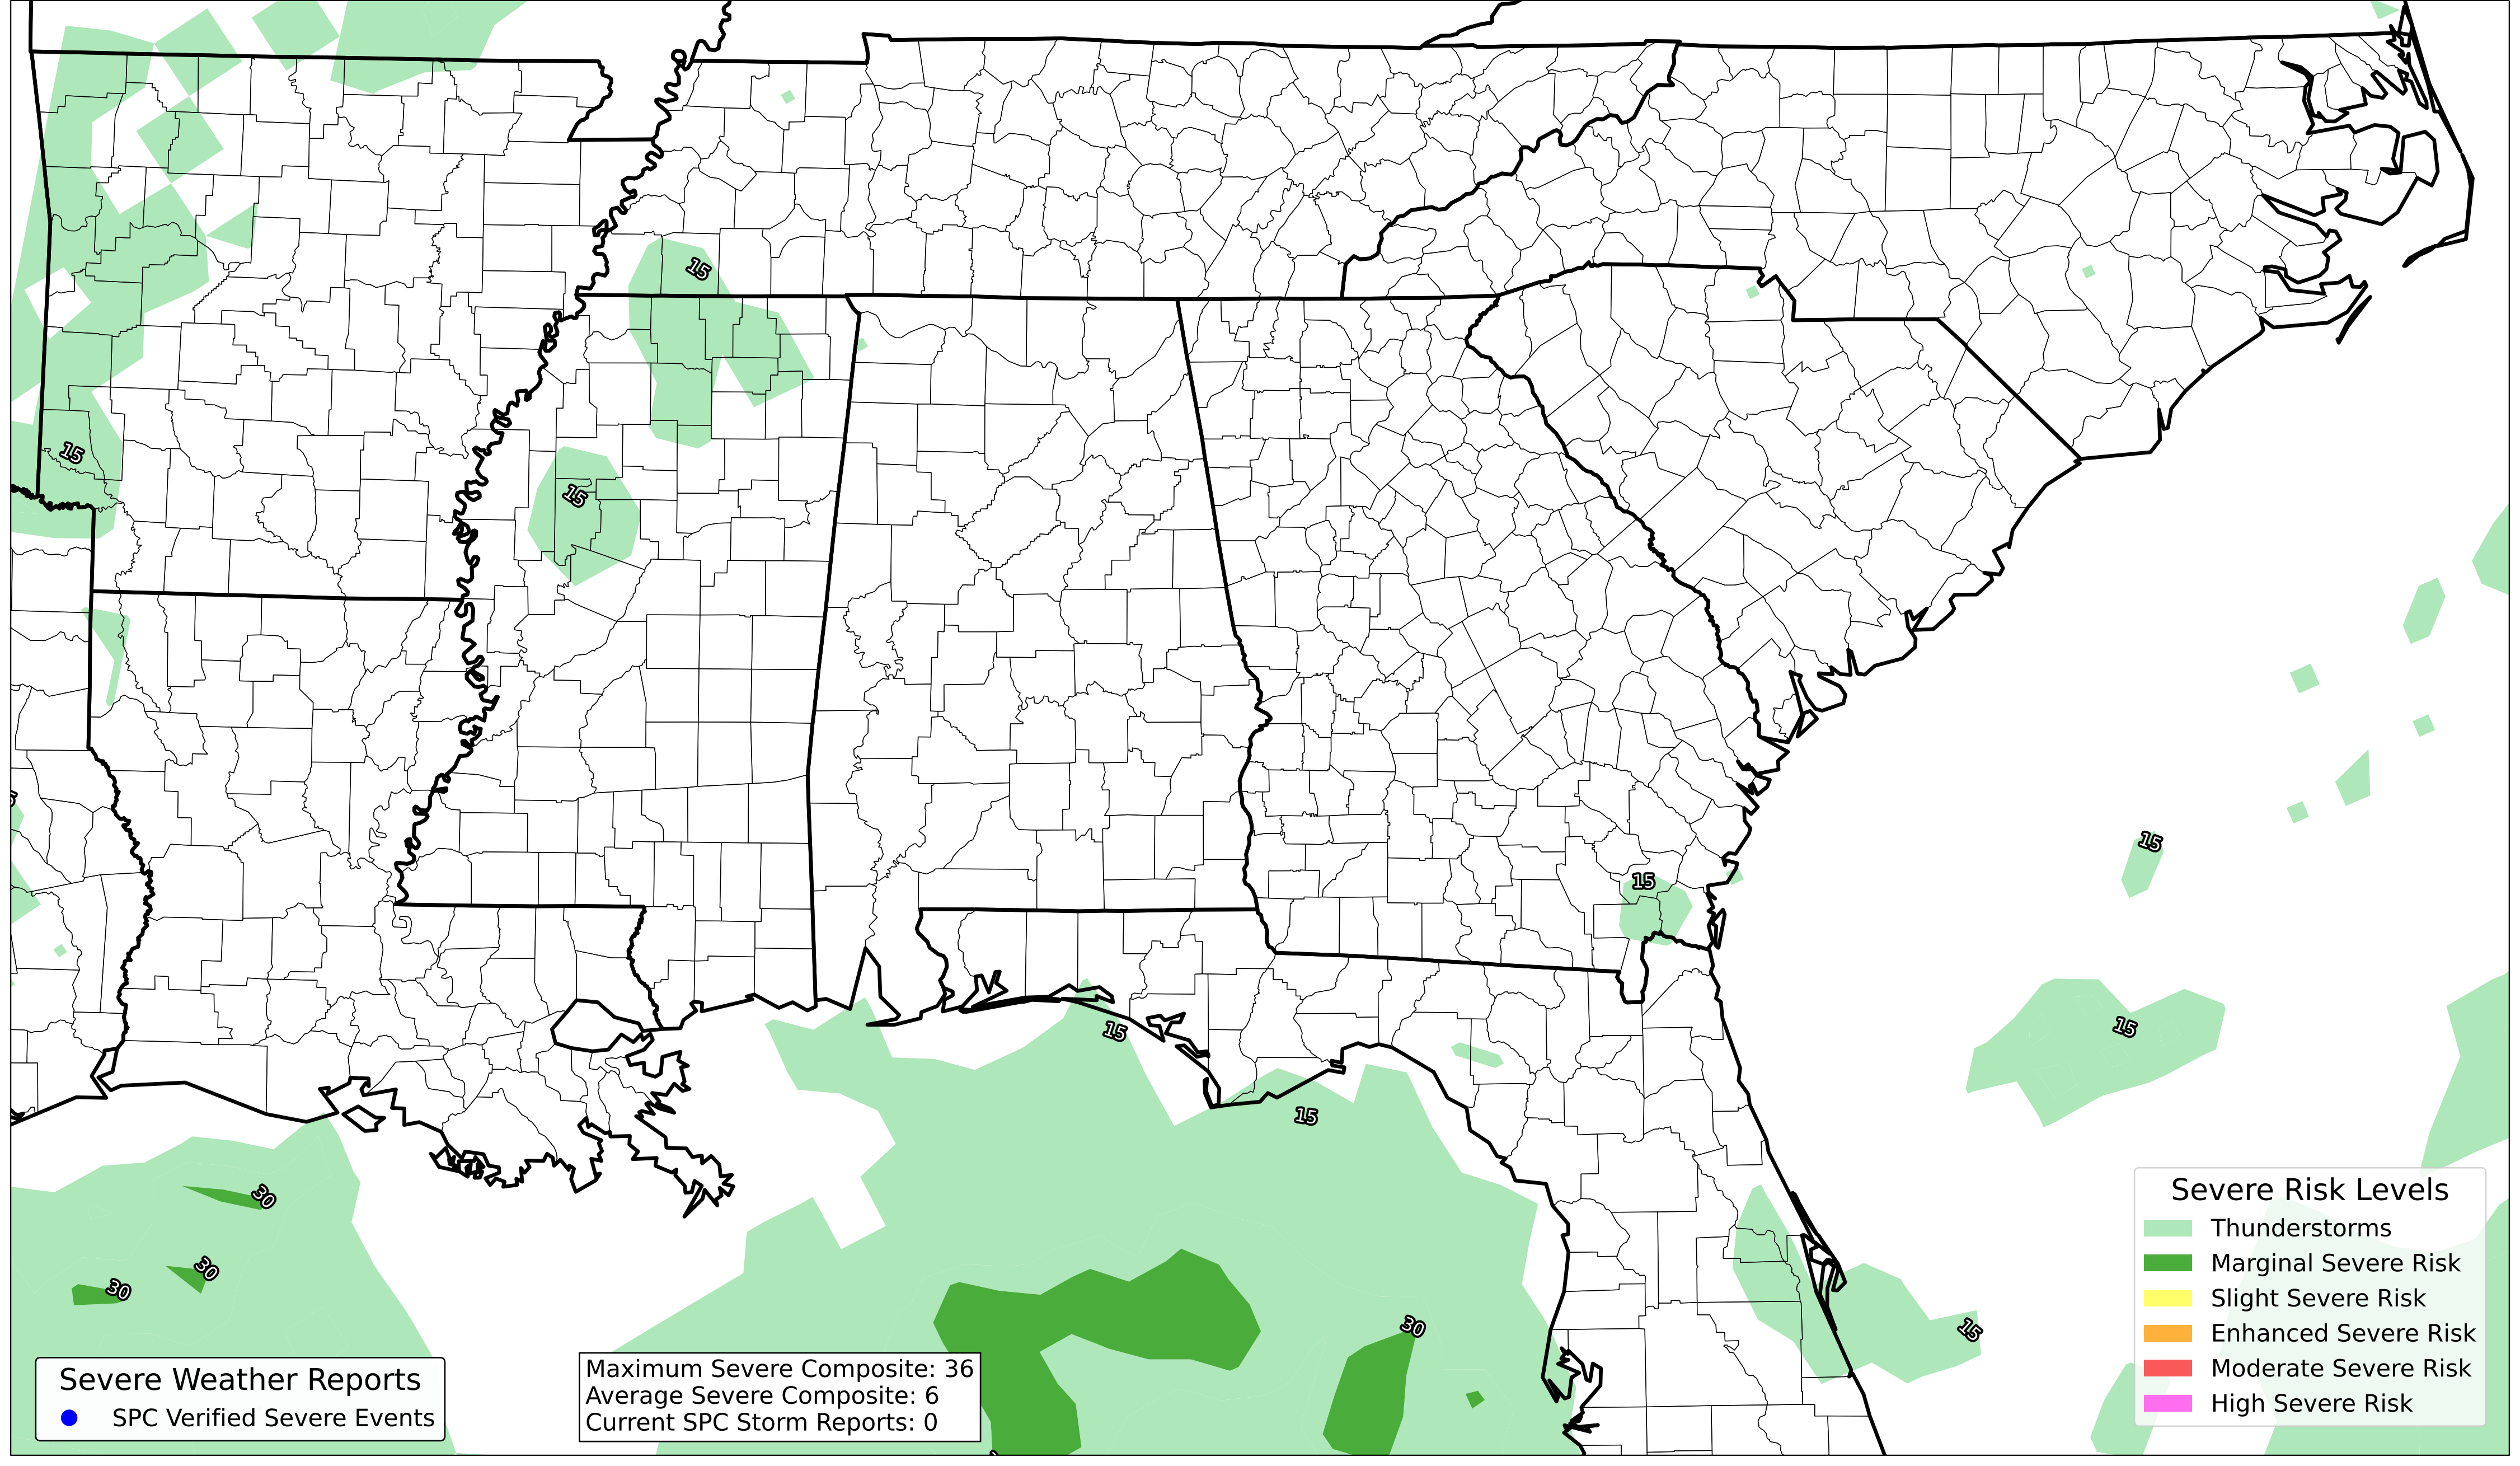 15
15
15
15
15
15
15
15
15
15
30
30
30
30
Severe Risk Levels
Thunderstorms
Marginal Severe Risk
Slight Severe Risk
Enhanced Severe Risk
Moderate Severe Risk
High Severe Risk
Maximum Severe Composite: 36
Average Severe Composite: 6
Current SPC Storm Reports: 0
Severe Weather Reports
SPC Verified Severe Events